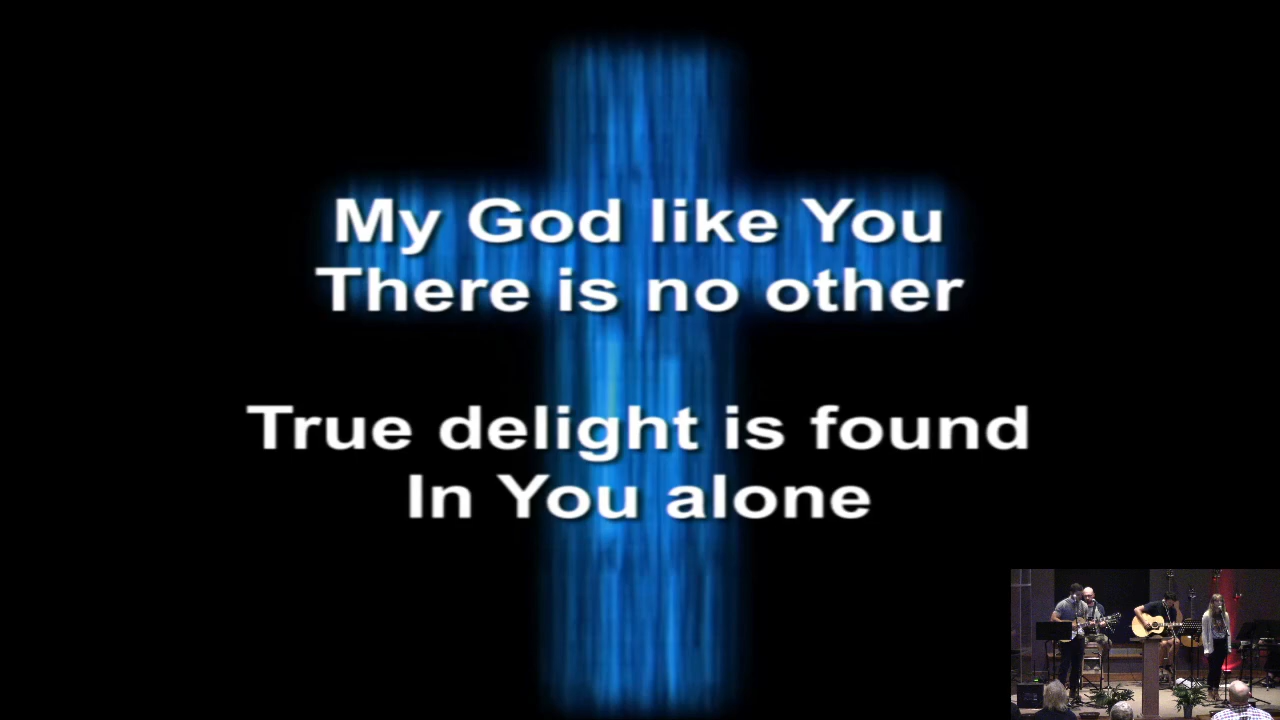 My God like You
There is no other
True delight is found
In You alone